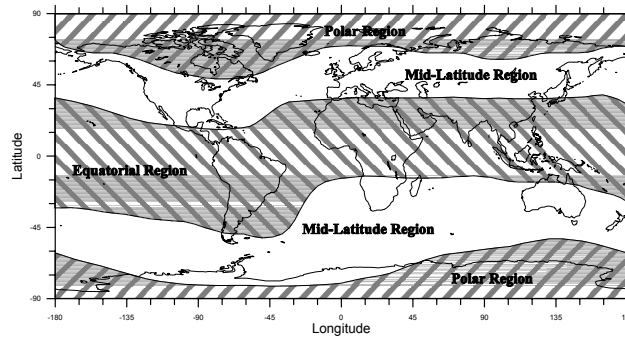 90
Polar Region
Mid-Latitude Region
45
Latitude
0
Equatorial Region
-45
Mid-Latitude Region
Polar Region
-90
-180 -135 -90 -45 0 45 90 135
Longitude